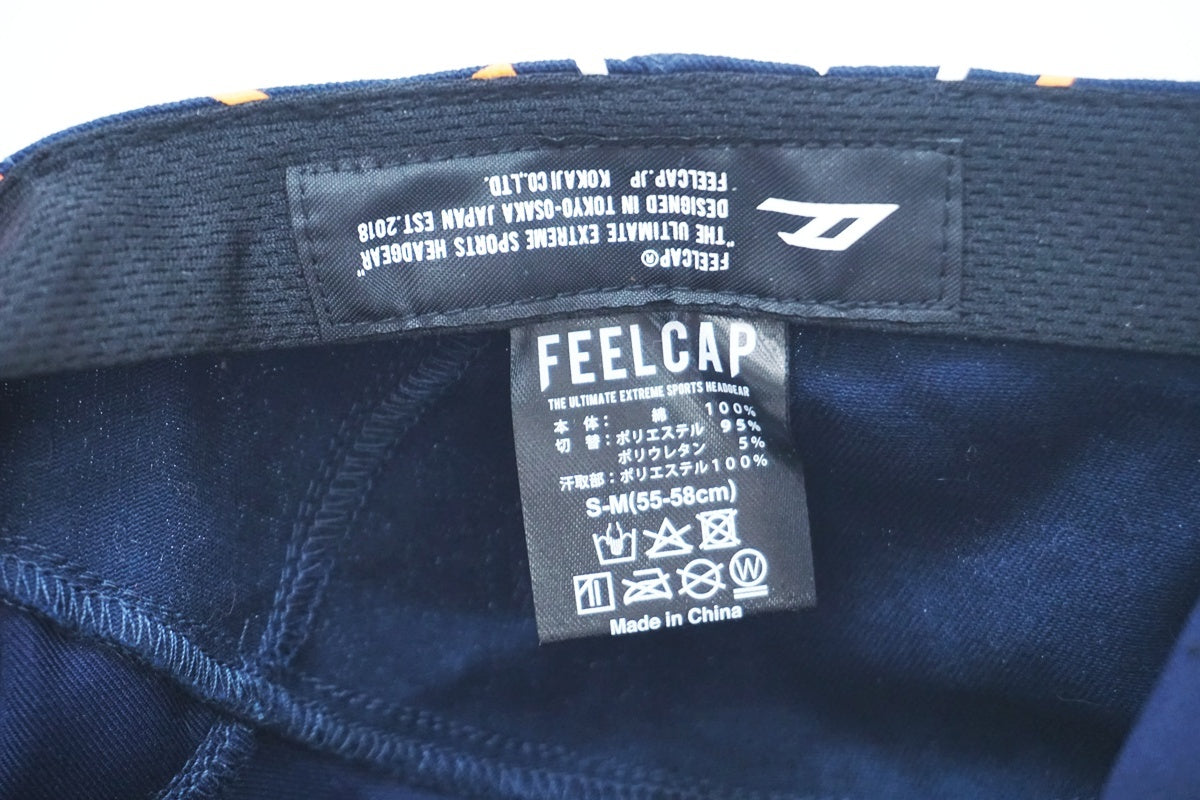 FEELCAP®
"THE ULTIMATE EXTREME SPORTS HEADGEAR"
DESIGNED IN TOKYO-OSAKA JAPAN EST.2018
FEELCAP.JP KOKAJI CO.,LTD.
FEELCAP
THE ULTIMATE EXTREME SPORTS HEADGEAR
本 体： 綿 100%
切 替：ポリエステル 95%
ポリウレタン 5%
汗取部：ポリエステル100%
S-M(55-58cm)
W
Made in China